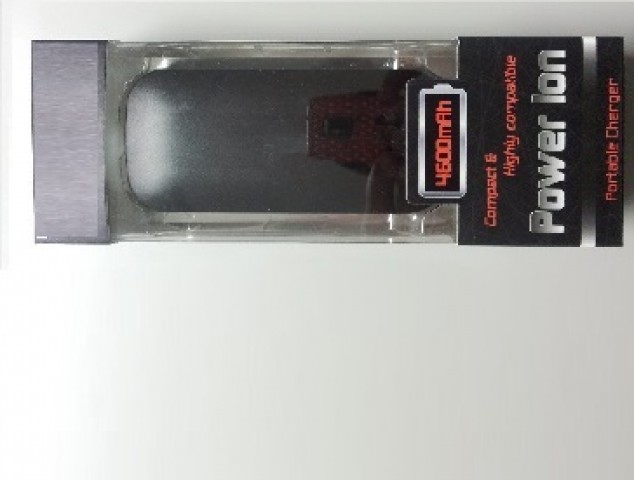 4600mAh
Compact &
Highly compatible
Power Ion
Portable Charger